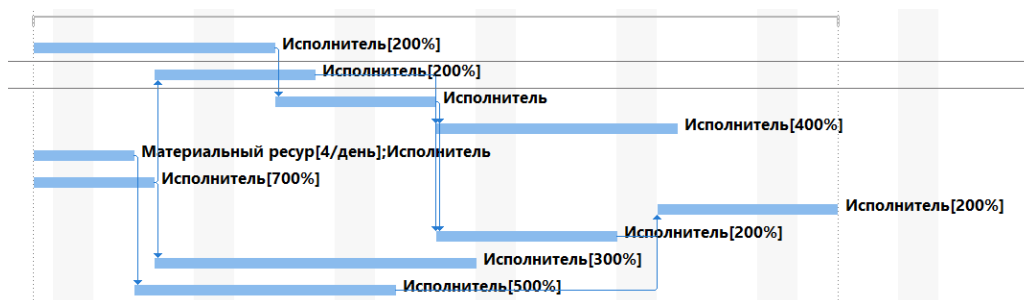 Исполнитель[200%]
Исполнитель[200%]
Исполнитель
Исполнитель[400%]
Материальный ресур[4/день];Исполнитель
Исполнитель[700%]
Исполнитель[200%]
Исполнитель[200%]
Исполнитель[300%]
Исполнитель[500%]